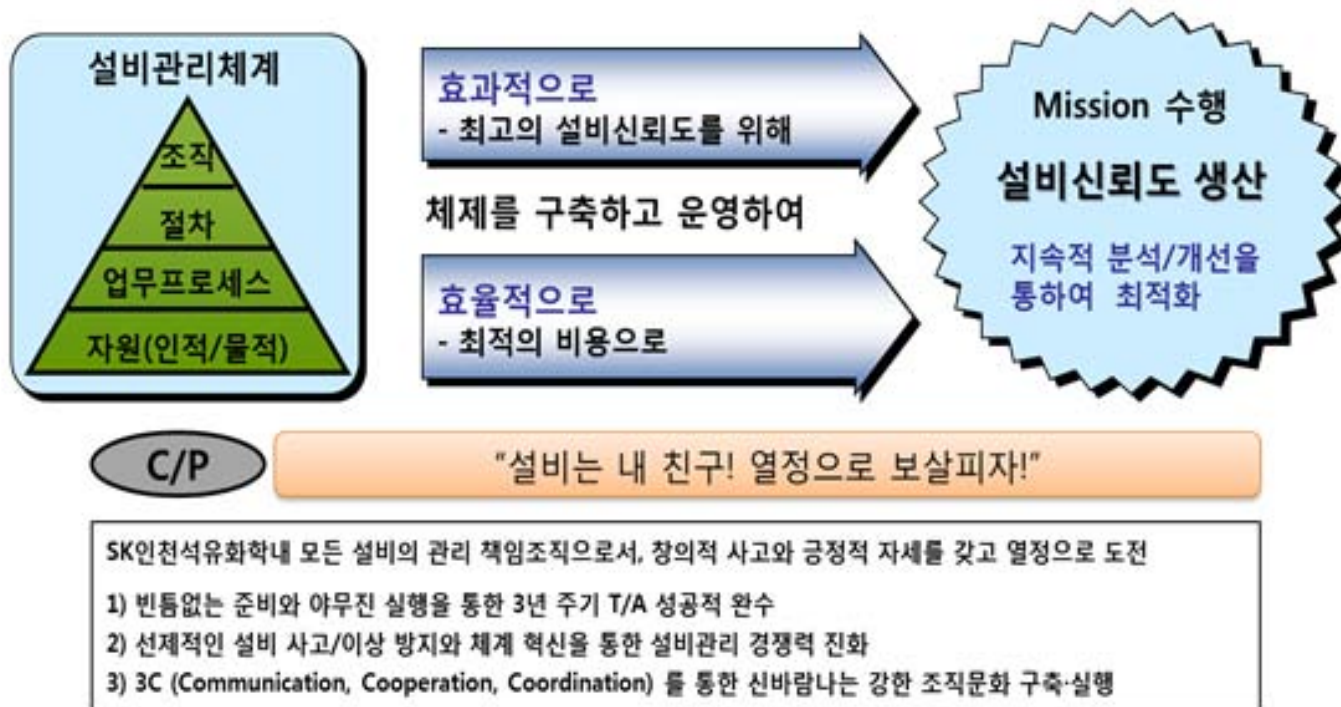 설비관리체계
조직
절차
업무프로세스
자원(인적/물적)
효과적으로
- 최고의 설비신뢰도를 위해
체제를 구축하고 운영하여
효율적으로
- 최적의 비용으로
Mission 수행
설비신뢰도 생산
지속적 분석/개선을
통하여 최적화
C/P
"설비는 내 친구! 열정으로 보살피자!"
SK인천석유화학내 모든 설비의 관리 책임조직으로서, 창의적 사고와 긍정적 자세를 갖고 열정으로 도전
1) 빈틈없는 준비와 야무진 실행을 통한 3년 주기 T/A 성공적 완수
2) 선제적인 설비 사고/이상 방지와 체계 혁신을 통한 설비관리 경쟁력 진화
3) 3C (Communication, Cooperation, Coordination) 를 통한 신바람나는 강한 조직문화 구축·실행